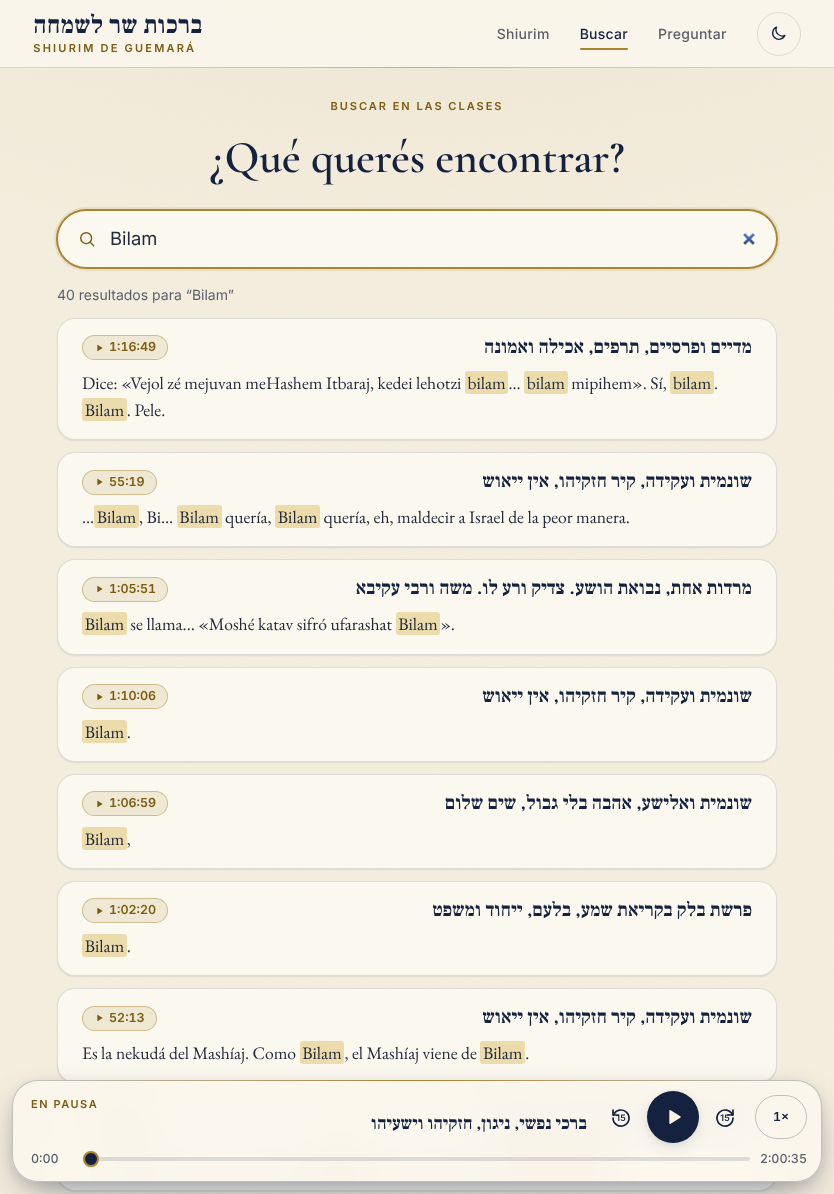 ברכות שר לשמחה
SHIURIM DE GUEMARÁ
Shiurim
Buscar
Preguntar
BUSCAR EN LAS CLASES
¿Qué querés encontrar?
Bilam
40 resultados para “Bilam”
1:16:49
מדיים ופרסיים, תרפים, אכילה ואמונה
Dice: «Vejol zé mejuvan meHashem Itbaraj, kedei lehotzi bilam… bilam mipihem». Sí, bilam.
Bilam. Pele.
55:19
שונמית ועקידה, קיר חזקיהו, אין ייאוש
…Bilam, Bi… Bilam quería, Bilam quería, eh, maldecir a Israel de la peor manera.
1:05:51
מרדות אחת, נבואת הושע. צדיק ורע לו. משה ורבי עקיבא
Bilam se llama… «Moshé katav sifró ufarashat Bilam».
1:10:06
שונמית ועקידה, קיר חזקיהו, אין ייאוש
Bilam.
1:06:59
שונמית ואלישע, אהבה בלי גבול, שים שלום
Bilam,
1:02:20
פרשת בלק בקריאת שמע, בלעם, ייחוד ומשפט
Bilam.
52:13
שונמית ועקידה, קיר חזקיהו, אין ייאוש
Es la nekudá del Mashíaj. Como Bilam, el Mashíaj viene de Bilam.
EN PAUSA
ברכי נפשי, ניגון, חזקיהו וישעיהו
15
15
1×
0:00
2:00:35